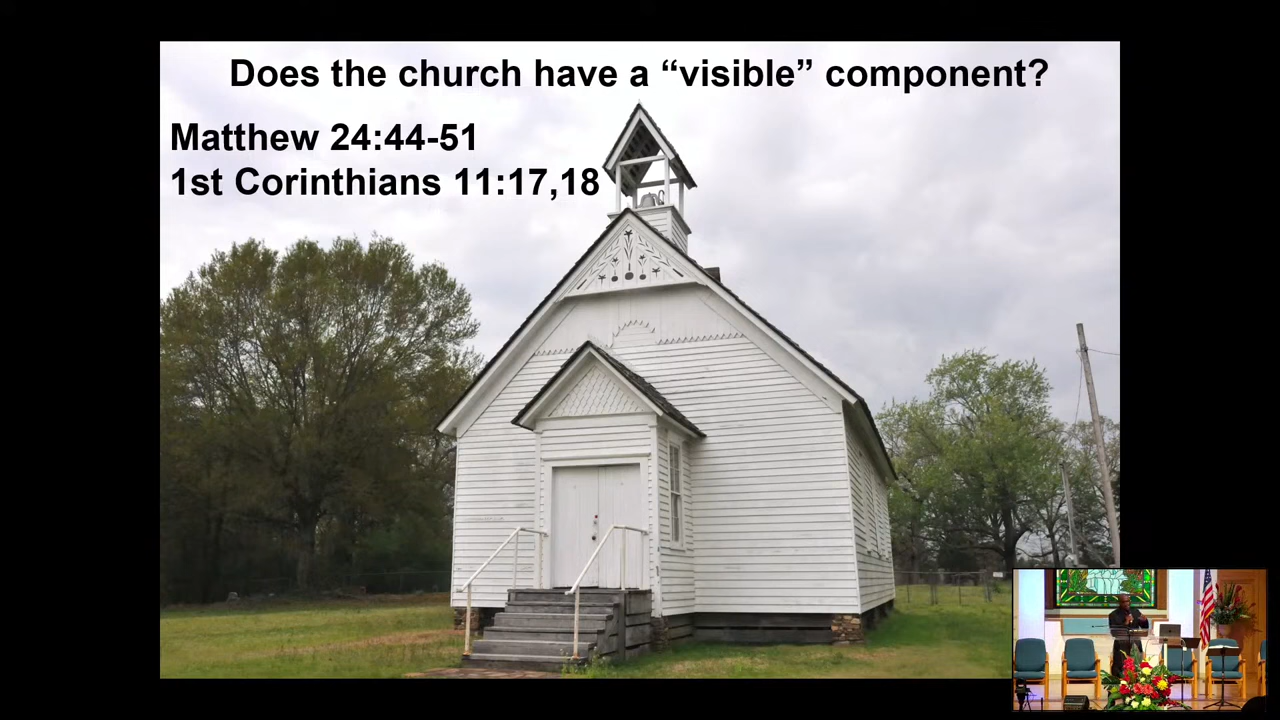 Does the church have a “visible” component?
Matthew 24:44-51
1st Corinthians 11:17,18